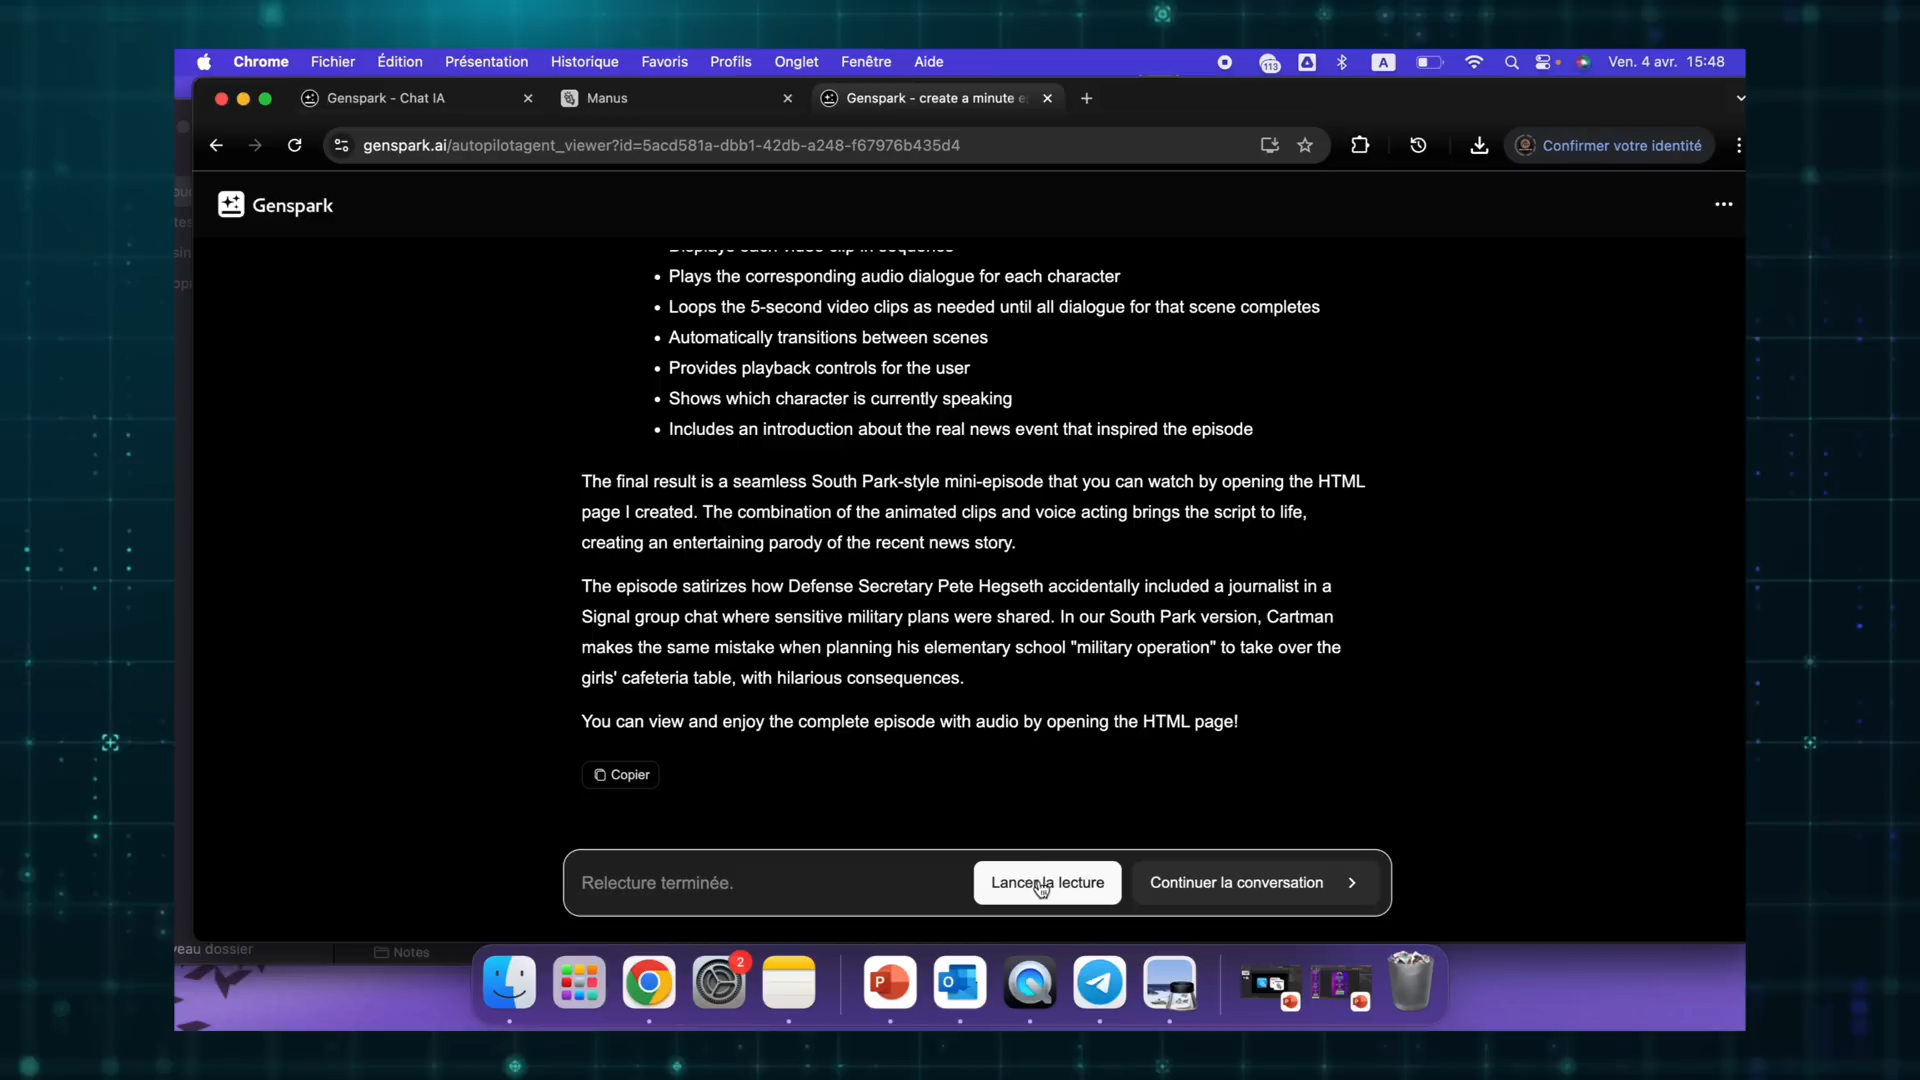 Chrome Fichier Édition Présentation Historique Favoris Profils Onglet Fenêtre Aide 113 A Ven. 4 avr. 15:48
Genspark - Chat IA Manus Genspark - create a minute e
genspark.ai/autopilotagent_viewer?id=5acd581a-dbb1-42db-a248-f67976b435d4 Confirmer votre identité
Genspark
Displays each video clip in sequence
• Plays the corresponding audio dialogue for each character
• Loops the 5-second video clips as needed until all dialogue for that scene completes
• Automatically transitions between scenes
• Provides playback controls for the user
• Shows which character is currently speaking
• Includes an introduction about the real news event that inspired the episode
The final result is a seamless South Park-style mini-episode that you can watch by opening the HTML
page I created. The combination of the animated clips and voice acting brings the script to life,
creating an entertaining parody of the recent news story.
The episode satirizes how Defense Secretary Pete Hegseth accidentally included a journalist in a
Signal group chat where sensitive military plans were shared. In our South Park version, Cartman
makes the same mistake when planning his elementary school "military operation" to take over the
girls' cafeteria table, with hilarious consequences.
You can view and enjoy the complete episode with audio by opening the HTML page!
Copier
Relecture terminée. Lancer la lecture Continuer la conversation
veau dossier Notes
2